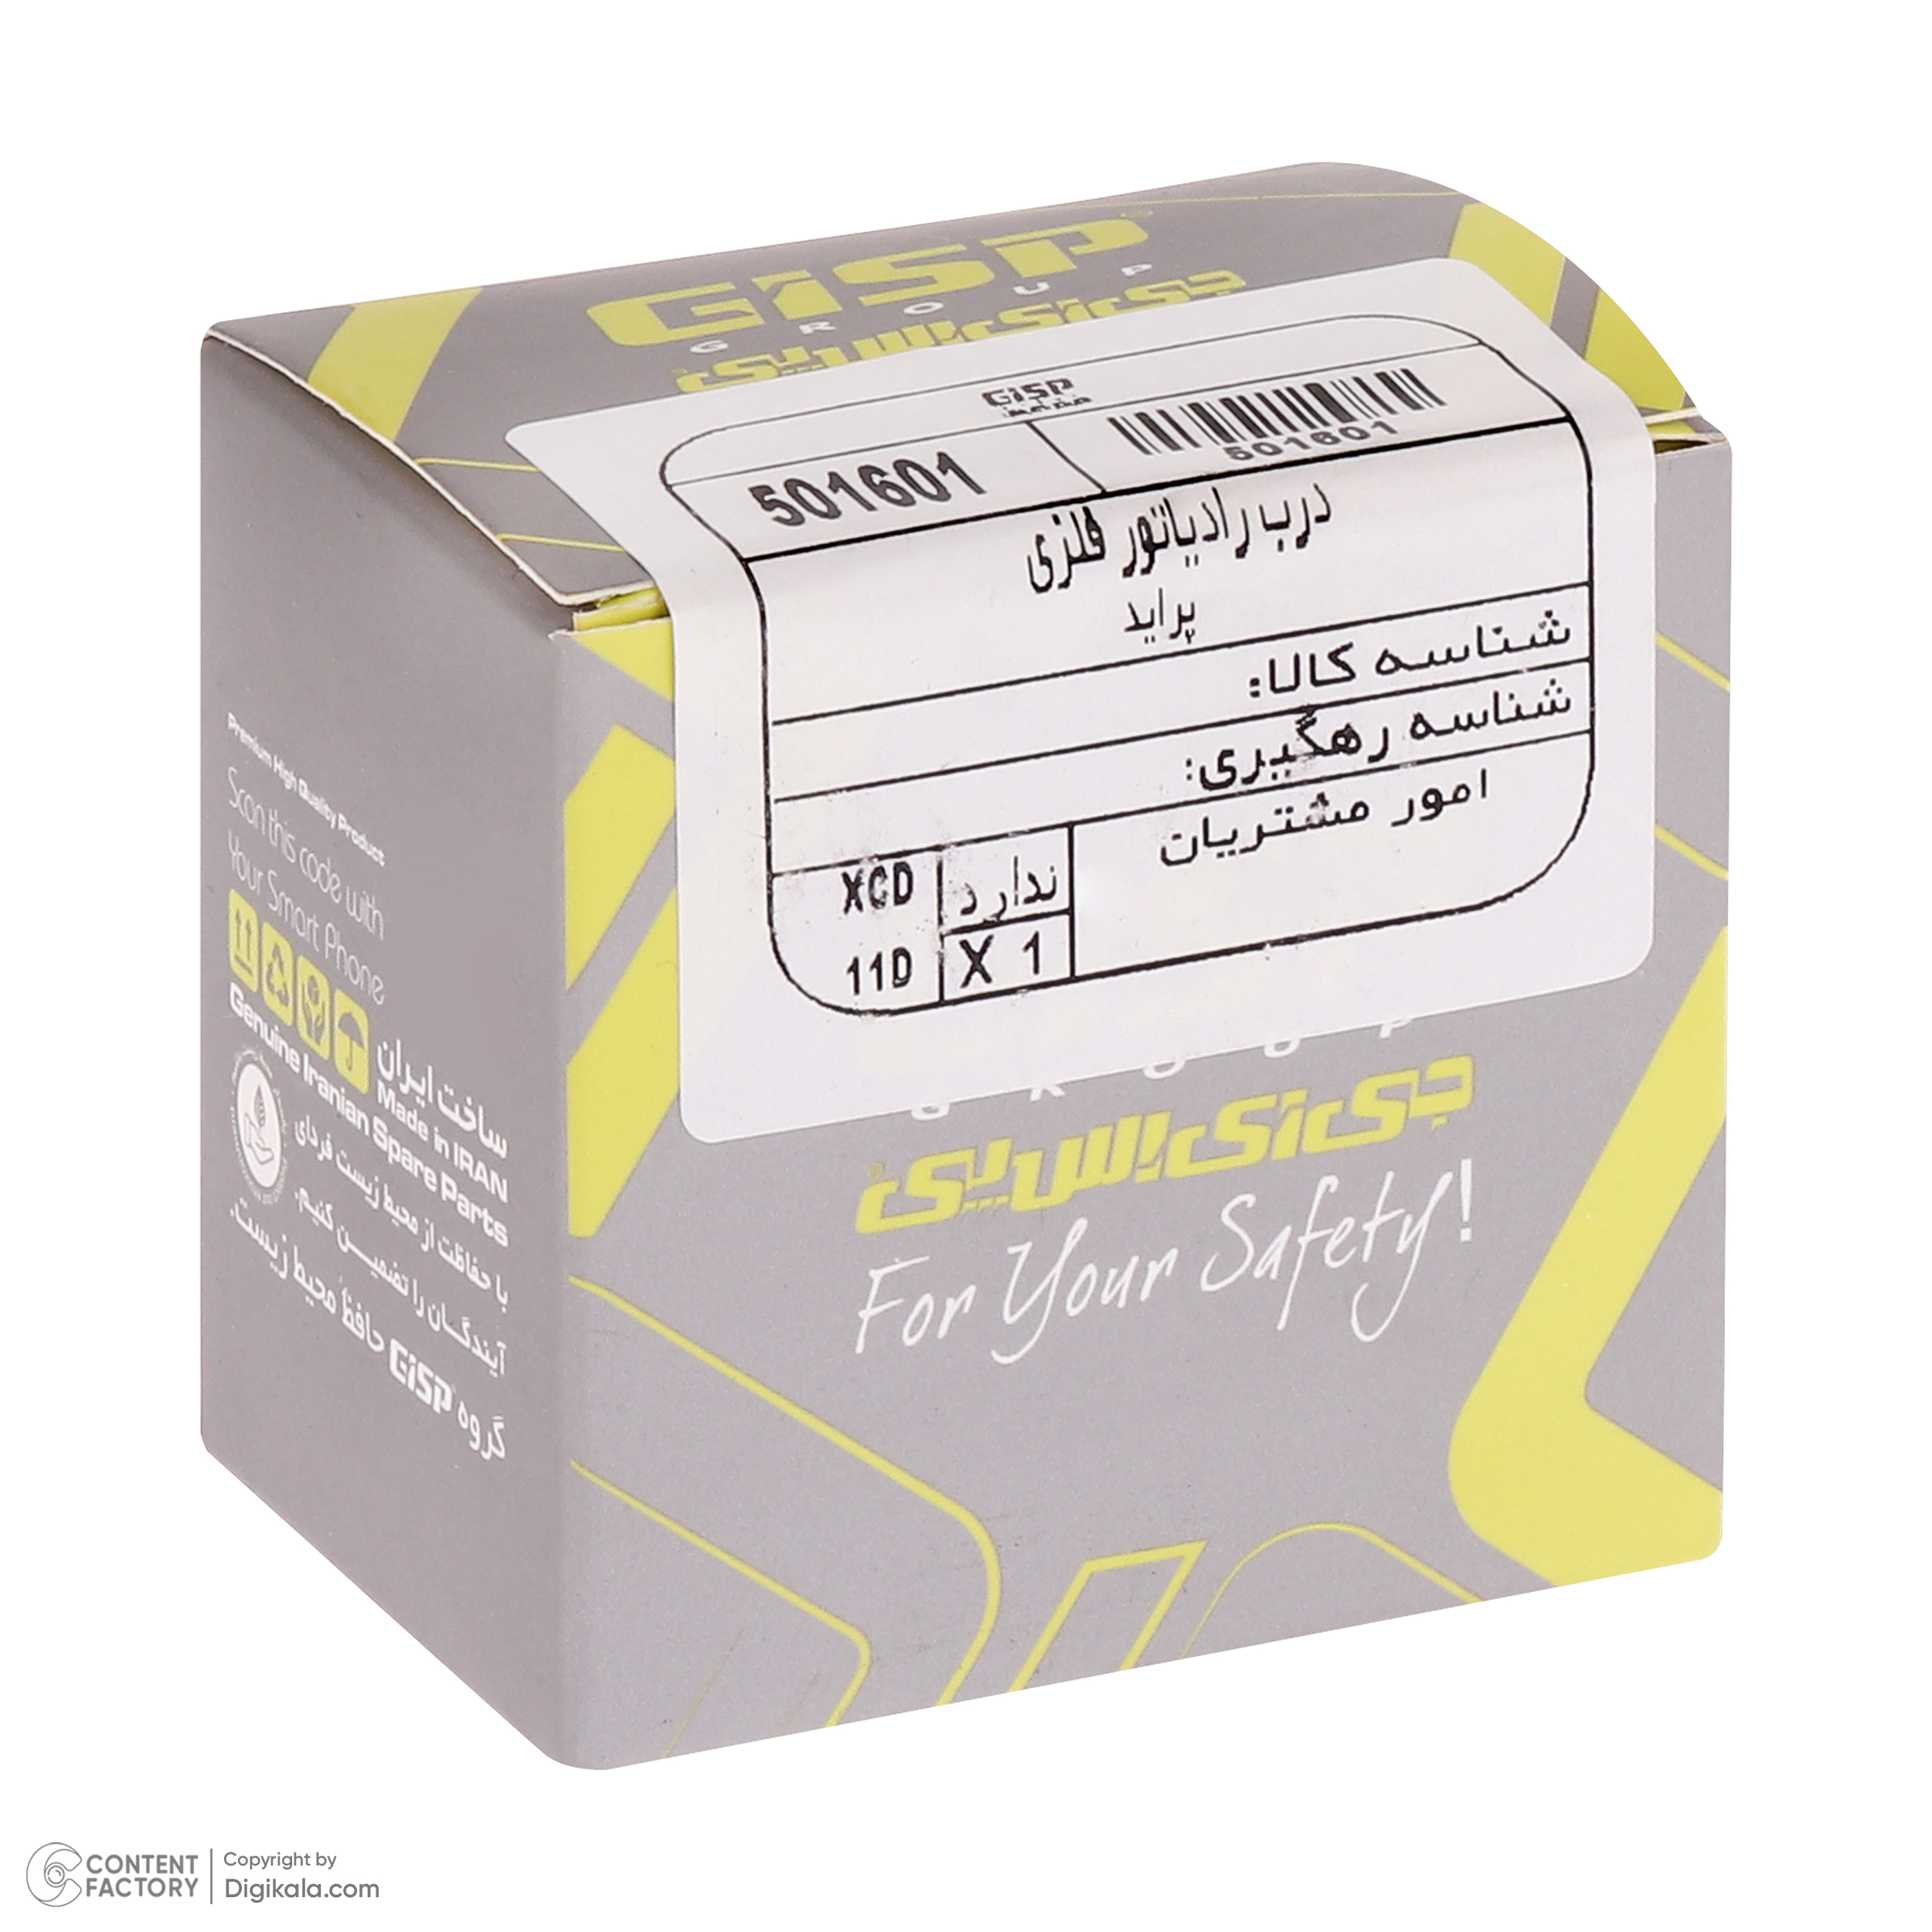 GISP
GROUP
جی آی اس پی
GISP
501601
501601
درب رادیاتور فلزی
پراید
شناسه کالا:
شناسه رهگیری:
امور مشتریان
ندارد
XCD
X 1
11D
جی آی اس پی
For Your Safety!
Premium High Quality Product
Scan this code with
Your Smart Phone
ساخت ایران
Made in IRAN
Genuine Iranian Spare Parts
با حفاظت از محیط زیست فردای
آیندگان را تضمین کنیم.
گروه GISP حافظ محیط زیست.
CONTENT
FACTORY
Copyright by
Digikala.com